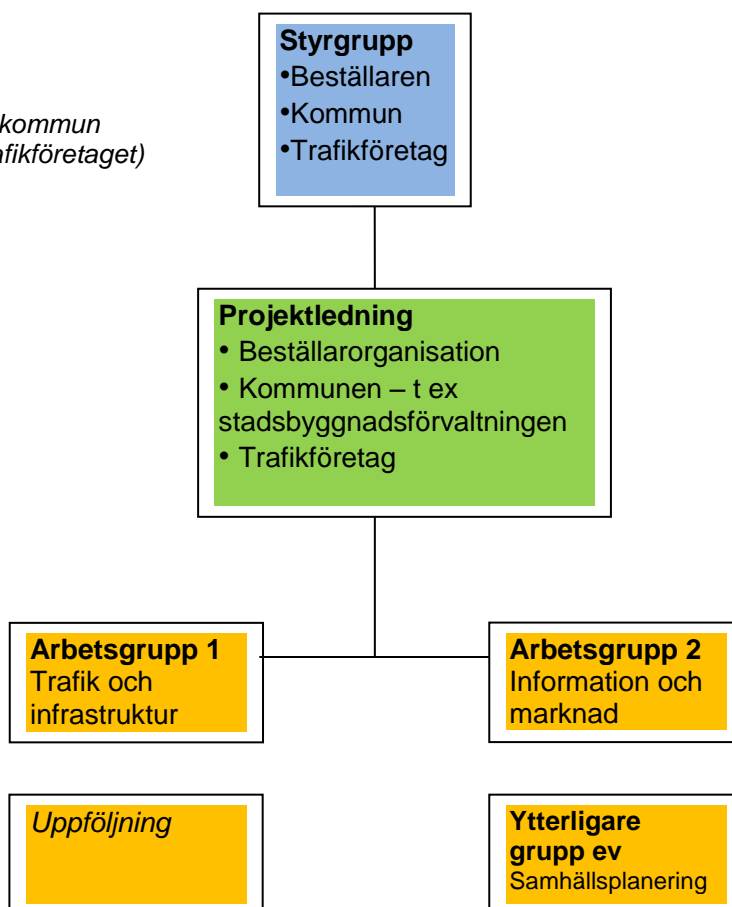 kommun
afikföretaget)
Styrgrupp
•Beställaren
•Kommun
•Trafikföretag
Projektledning
• Beställarorganisation
• Kommunen – t ex
stadsbyggnadsförvaltningen
• Trafikföretag
Arbetsgrupp 1
Trafik och
infrastruktur
Arbetsgrupp 2
Information och
marknad
Uppföljning
Ytterligare
grupp ev
Samhällsplanering